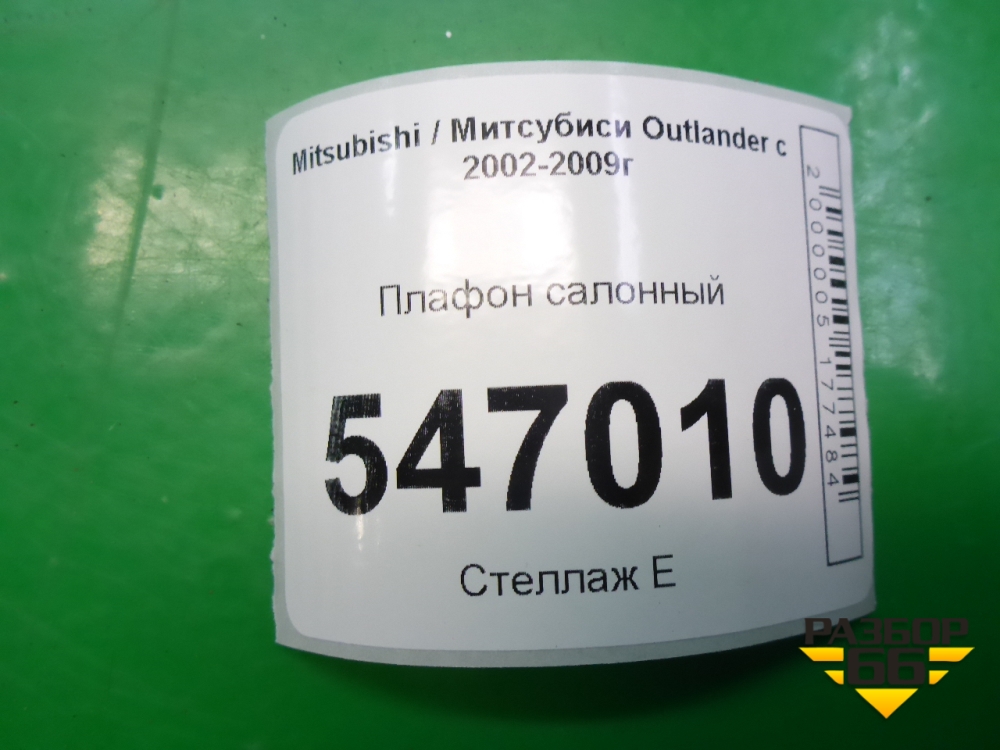 Mitsubishi / Митсубиси Outlander с
2002-2009г
Плафон салонный
547010
Стеллаж Е
2000005177484
РАЗБОР
66